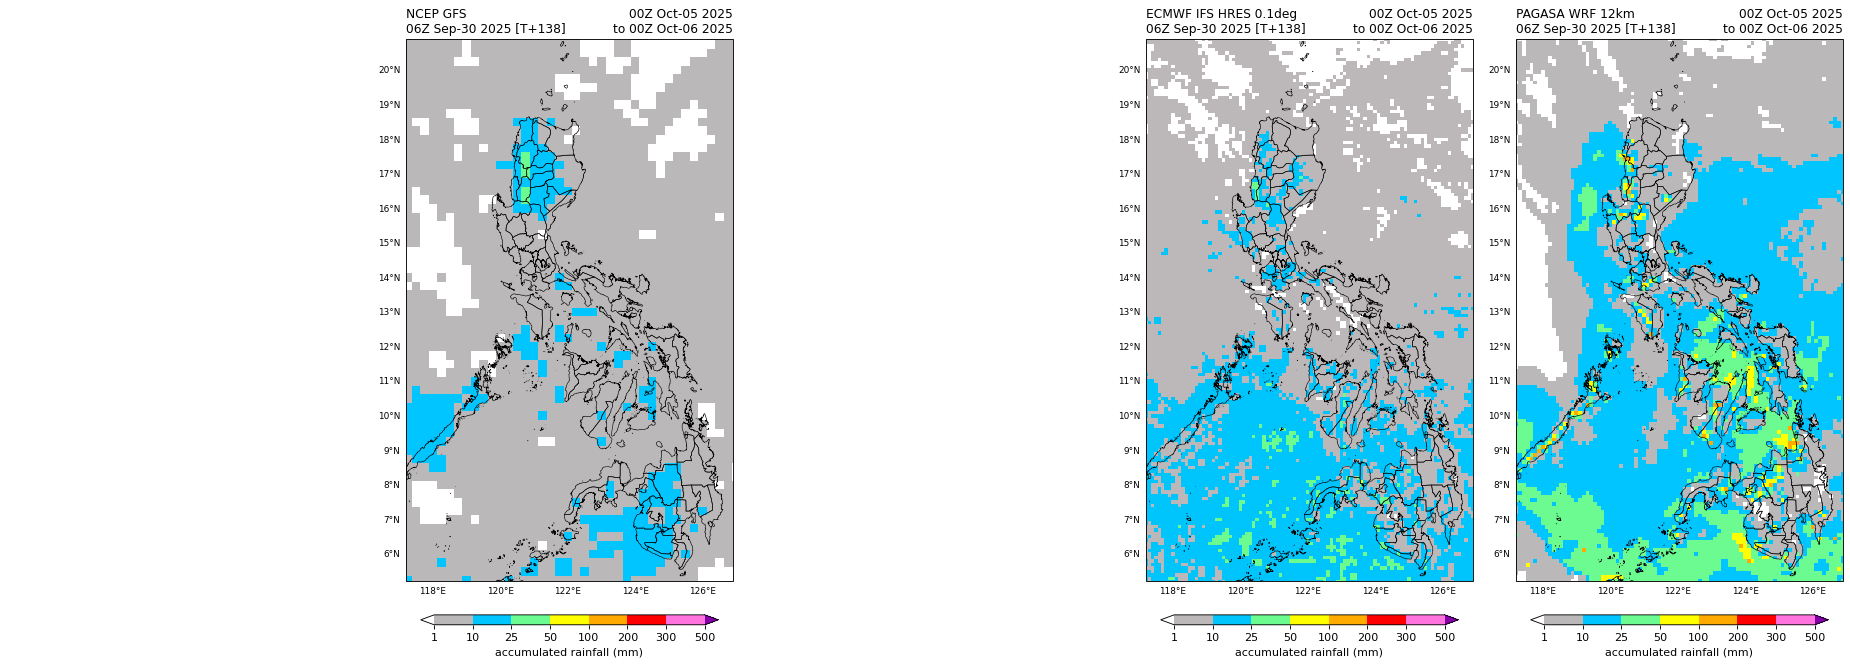 NCEP GFS 00Z Oct-05 2025
06Z Sep-30 2025 [T+138] to 00Z Oct-06 2025
20°N
19°N
18°N
17°N
16°N
15°N
14°N
13°N
12°N
11°N
10°N
9°N
8°N
7°N
6°N
118°E 120°E 122°E 124°E 126°E
1 10 25 50 100 200 300 500
accumulated rainfall (mm)
ECMWF IFS HRES 0.1deg 00Z Oct-05 2025
06Z Sep-30 2025 [T+138] to 00Z Oct-06 2025
20°N
19°N
18°N
17°N
16°N
15°N
14°N
13°N
12°N
11°N
10°N
9°N
8°N
7°N
6°N
118°E 120°E 122°E 124°E 126°E
1 10 25 50 100 200 300 500
accumulated rainfall (mm)
PAGASA WRF 12km 00Z Oct-05 2025
06Z Sep-30 2025 [T+138] to 00Z Oct-06 2025
20°N
19°N
18°N
17°N
16°N
15°N
14°N
13°N
12°N
11°N
10°N
9°N
8°N
7°N
6°N
118°E 120°E 122°E 124°E 126°E
1 10 25 50 100 200 300 500
accumulated rainfall (mm)